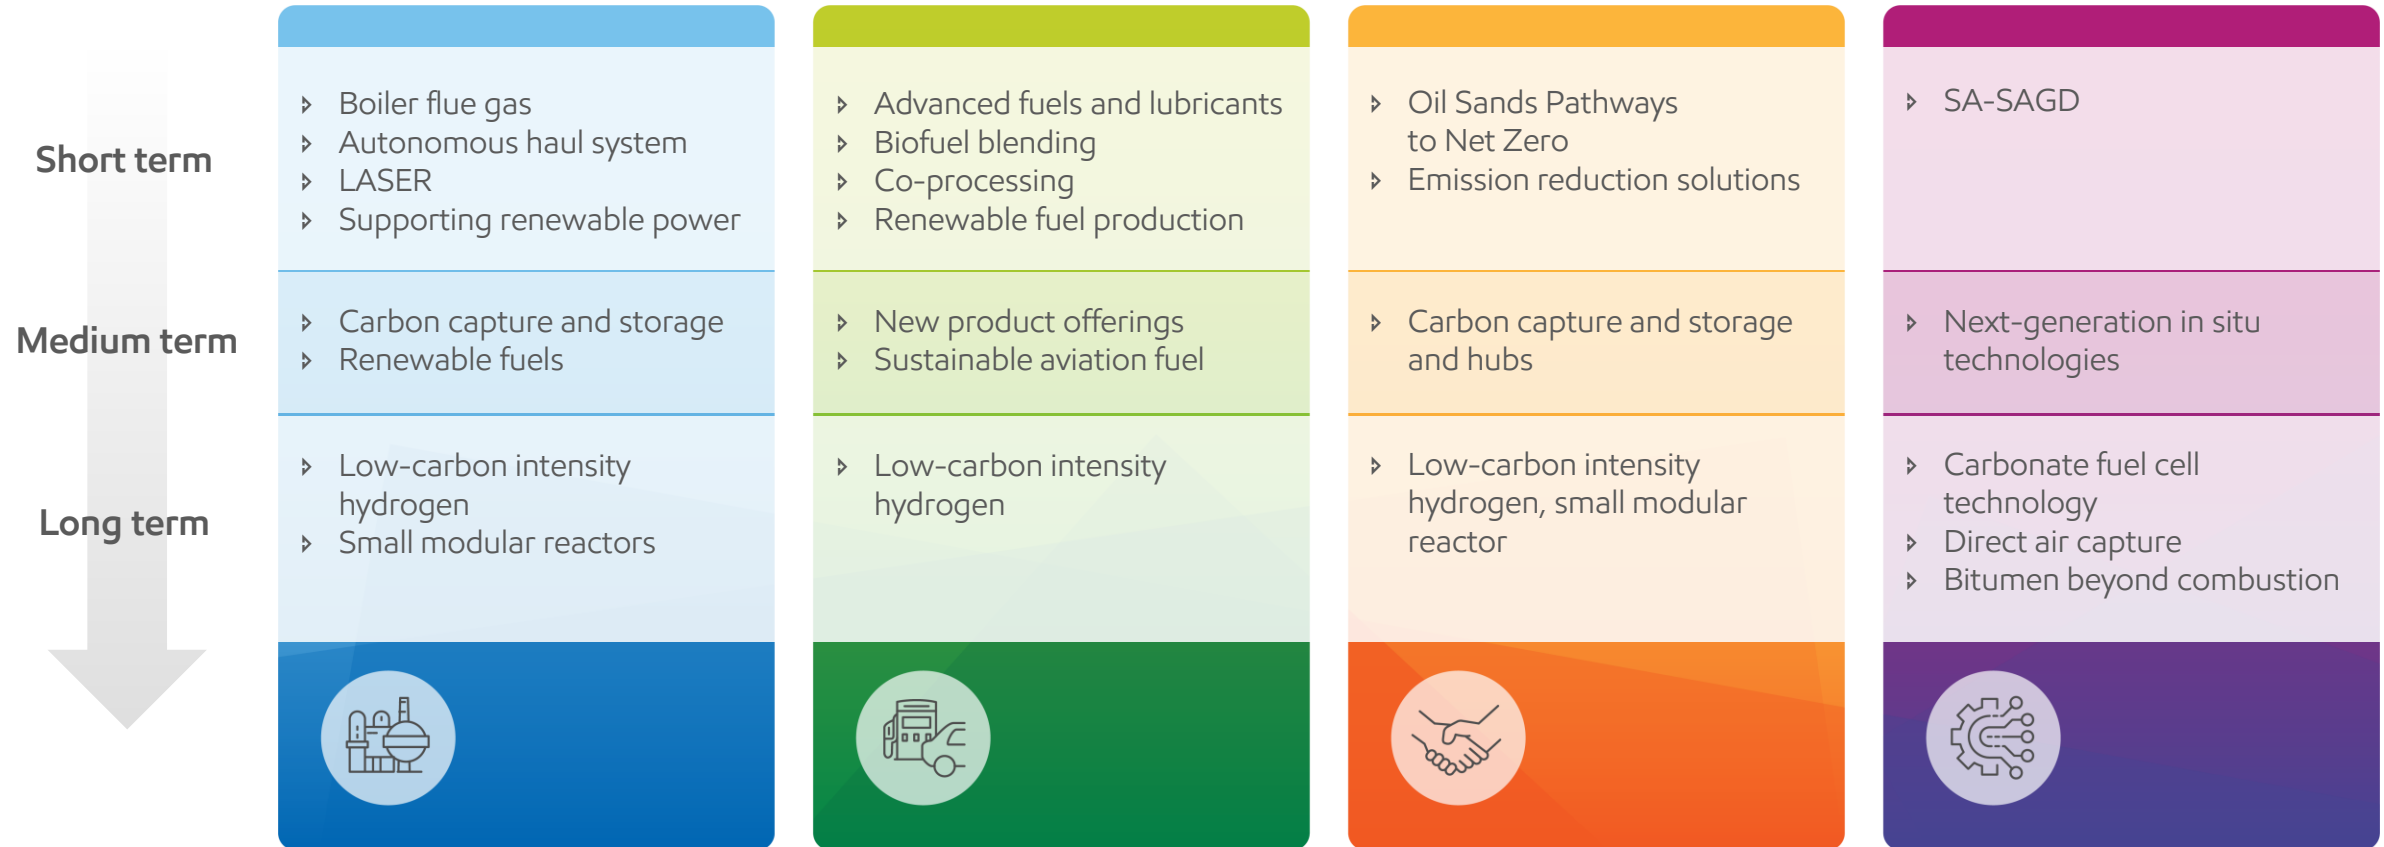 Short term
Boiler flue gas
Autonomous haul system
LASER
Supporting renewable power
Advanced fuels and lubricants
Biofuel blending
Co-processing
Renewable fuel production
Oil Sands Pathways
to Net Zero
Emission reduction solutions
SA-SAGD
Medium term
Carbon capture and storage
Renewable fuels
New product offerings
Sustainable aviation fuel
Carbon capture and storage
and hubs
Next-generation in situ
technologies
Long term
Low-carbon intensity
hydrogen
Small modular reactors
Low-carbon intensity
hydrogen
Low-carbon intensity
hydrogen, small modular
reactor
Carbonate fuel cell
technology
Direct air capture
Bitumen beyond combustion